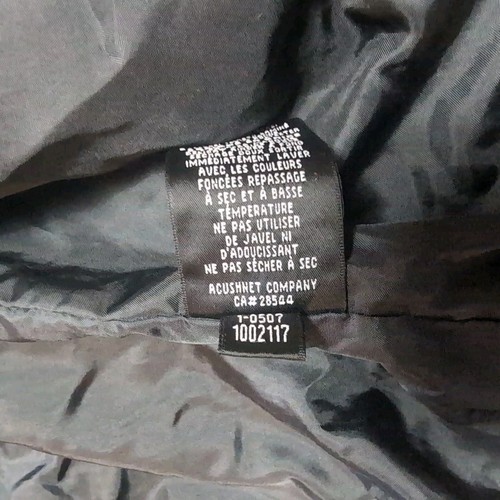 IMMÉDIATEMENT LAVER
AVEC LES COULEURS
FONCÉES REPASSAGE
À SEC ET À BASSE
TEMPÉRATURE
NE PAS UTILISER
DE JAVEL NI
D'ADOUCISSANT
NE PAS SÉCHER À SEC
ACUSHNET COMPANY
CA#28544
1-0507
1002117